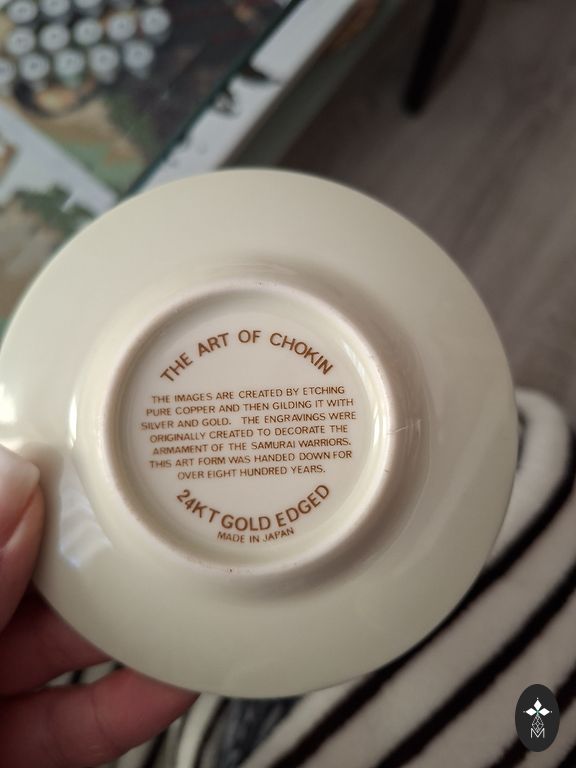 THE ART OF CHOKIN
THE IMAGES ARE CREATED BY ETCHING
PURE COPPER AND THEN GILDING IT WITH
SILVER AND GOLD. THE ENGRAVINGS WERE
ORIGINALLY CREATED TO DECORATE THE
ARMAMENT OF THE SAMURAI WARRIORS.
THIS ART FORM WAS HANDED DOWN FOR
OVER EIGHT HUNDRED YEARS.
24KT GOLD EDGED
MADE IN JAPAN
M